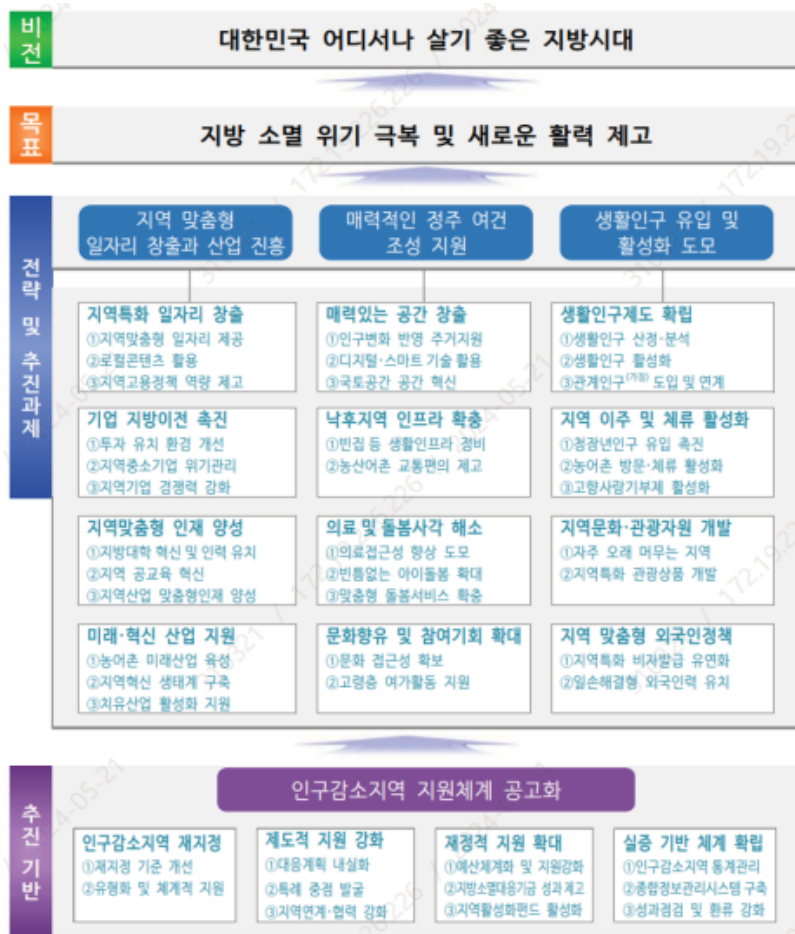 비전
대한민국 어디서나 살기 좋은 지방시대
목표
지방 소멸 위기 극복 및 새로운 활력 제고
전략 및 추진과제
지역 맞춤형
일자리 창출과 산업 진흥
매력적인 정주 여건
조성 지원
생활인구 유입 및
활성화 도모
지역특화 일자리 창출
①지역맞춤형 일자리 제공
②로컬콘텐츠 활용
③지역고용정책 역량 제고
매력있는 공간 창출
①인구변화 반영 주거지원
②디지털·스마트 기술 활용
③국토공간 공간 혁신
생활인구제도 확립
①생활인구 산정·분석
②생활인구 활성화
③관계인구(가칭) 도입 및 연계
기업 지방이전 촉진
①투자 유치 환경 개선
②지역중소기업 위기관리
③지역기업 경쟁력 강화
낙후지역 인프라 확충
①빈집 등 생활인프라 정비
②농산어촌 교통편의 제고
지역 이주 및 체류 활성화
①청장년인구 유입 촉진
②농어촌 방문·체류 활성화
③고향사랑기부제 활성화
지역맞춤형 인재 양성
①지방대학 혁신 및 인력 유치
②지역 공교육 혁신
③지역산업 맞춤형인재 양성
의료 및 돌봄사각 해소
①의료접근성 향상 도모
②빈틈없는 아이돌봄 확대
③맞춤형 돌봄서비스 확충
지역문화·관광자원 개발
①자주 오래 머무는 지역
②지역특화 관광상품 개발
미래·혁신 산업 지원
①농어촌 미래산업 육성
②지역혁신 생태계 구축
③치유산업 활성화 지원
문화향유 및 참여기회 확대
①문화 접근성 확보
②고령층 여가활동 지원
지역 맞춤형 외국인정책
①지역특화 비자발급 유연화
②일손해결형 외국인력 유치
추진 기반
인구감소지역 지원체계 공고화
인구감소지역 재지정
①재지정 기준 개선
②유형화 및 체계적 지원
제도적 지원 강화
①대응계획 내실화
②특례 중점 발굴
③지역연계·협력 강화
재정적 지원 확대
①예산체계화 및 지원강화
②지방소멸대응기금 성과 제고
③지역활성화펀드 활성화
실증 기반 체계 확립
①인구감소지역 통계관리
②종합정보관리시스템 구축
③성과점검 및 환류 강화